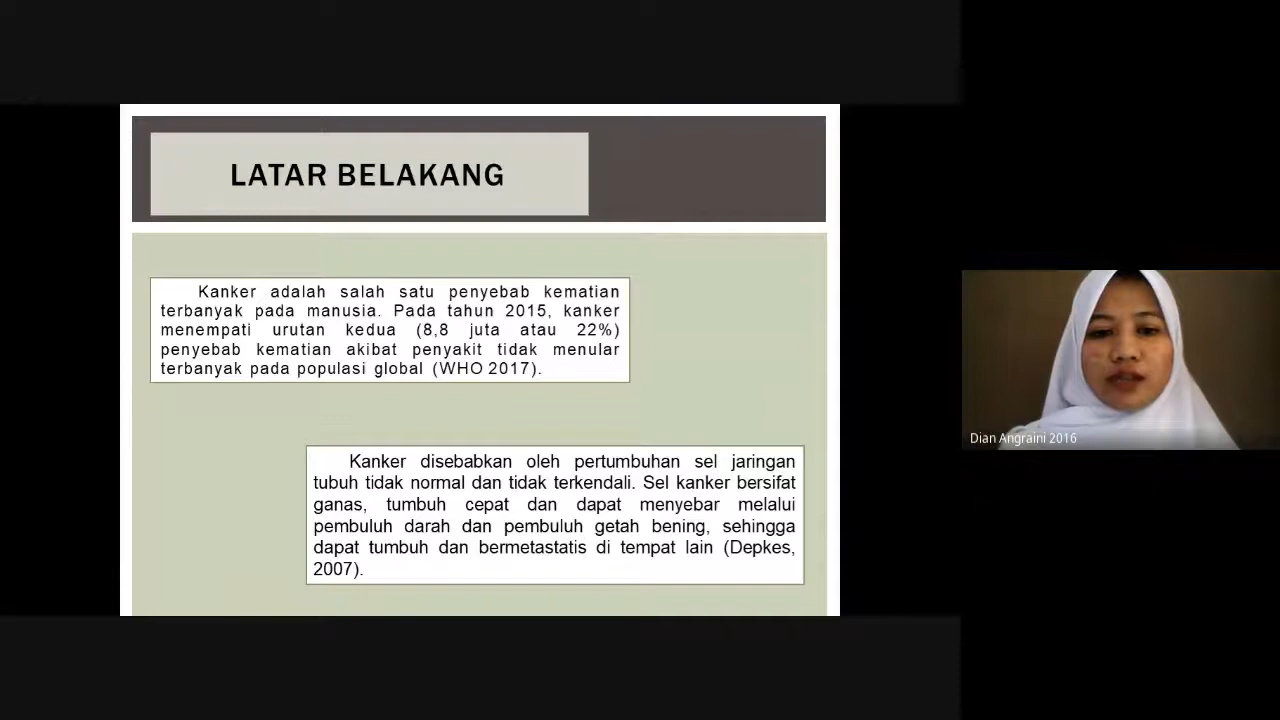 LATAR BELAKANG
Kanker adalah salah satu penyebab kematian
terbanyak pada manusia. Pada tahun 2015, kanker
menempati urutan kedua (8,8 juta atau 22%)
penyebab kematian akibat penyakit tidak menular
terbanyak pada populasi global (WHO 2017).
Kanker disebabkan oleh pertumbuhan sel jaringan
tubuh tidak normal dan tidak terkendali. Sel kanker bersifat
ganas, tumbuh cepat dan dapat menyebar melalui
pembuluh darah dan pembuluh getah bening, sehingga
dapat tumbuh dan bermetastatis di tempat lain (Depkes,
2007).
Dian Angraini 2016